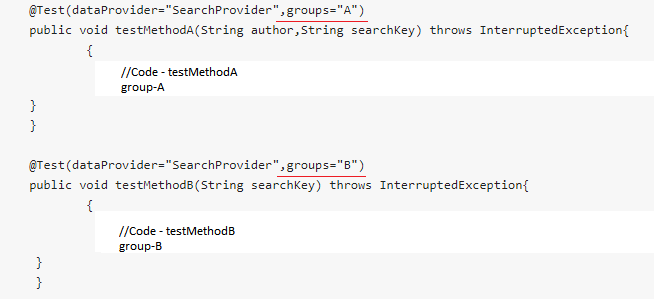 @Test(dataProvider="SearchProvider",groups="A")
public void testMethodA(String author,String searchKey) throws InterruptedException{
{
//Code - testMethodA
group-A
}
}
@Test(dataProvider="SearchProvider",groups="B")
public void testMethodB(String searchKey) throws InterruptedException{
{
//Code - testMethodB
group-B
}
}